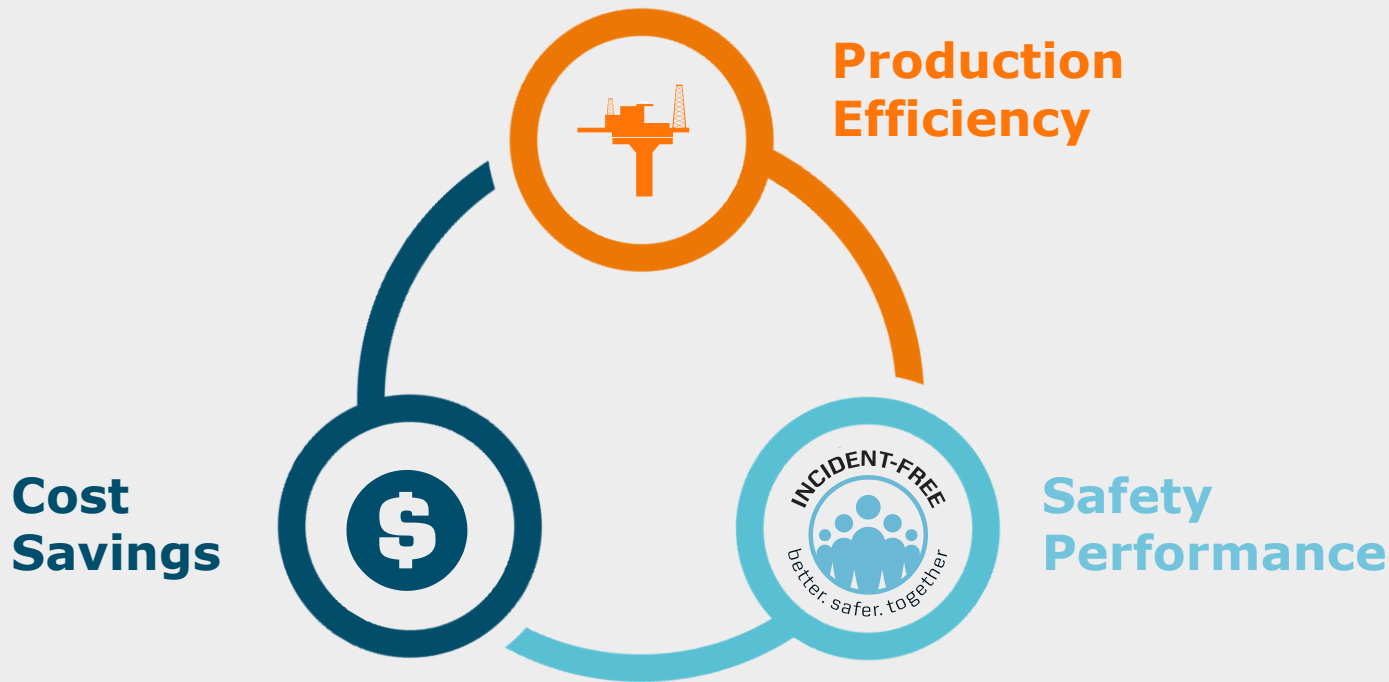 Production
Efficiency
Cost
Savings
$
INCIDENT-FREE
better. safer. together
Safety
Performance